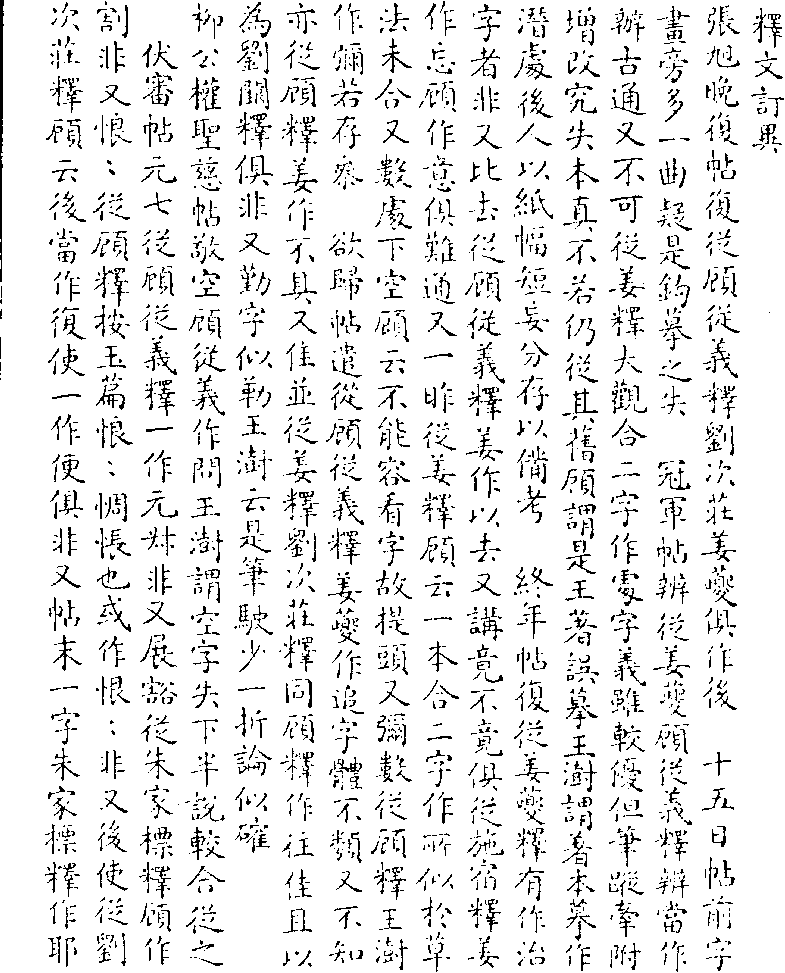 釋文訂異
張旭晚復帖復從顧從義釋劉次莊姜夔俱作後　十五日帖前字
畫旁多一曲疑是鈎摹之失　冠軍帖辦從姜夔顧從義釋辦當作
辦古通又不可從姜釋大觀合二字作處字義雖較優但筆蹤牽附
增改究失本真不若仍從其舊顧謂是王著誤摹王澍謂著本摹作
潛處後人以紙幅短妄分存以備考　終年帖復從姜夔釋有作治
字者非又比去從顧從義釋姜作以去又講竟不竟俱從施宿釋姜
作忘顧作意俱難通又一昨從姜釋顧云一本合二字作所似於草
法未合又數處下空顧云不能容看字故提頭又彌數從顧釋王澍
作彌若存參　欲歸帖遣從顧從義釋姜夔作追字體不類又不知
亦從顧釋姜作不具又佳並從姜釋劉次莊釋同顧釋作往佳且以
為劉闕釋俱非又勤字似勒王澍云是筆駛少一折論似確
柳公權聖慈帖敢空顧從義作問王澍謂空字失下半說較合從之
伏審帖元七從顧從義釋一作元妹非又展豁從朱家標釋顧作
割非又悵：從顧釋按玉篇悵：惆悵也或作恨：非又後使從劉
次莊釋顧云後當作復使一作便俱非又帖末一字朱家標釋作耶